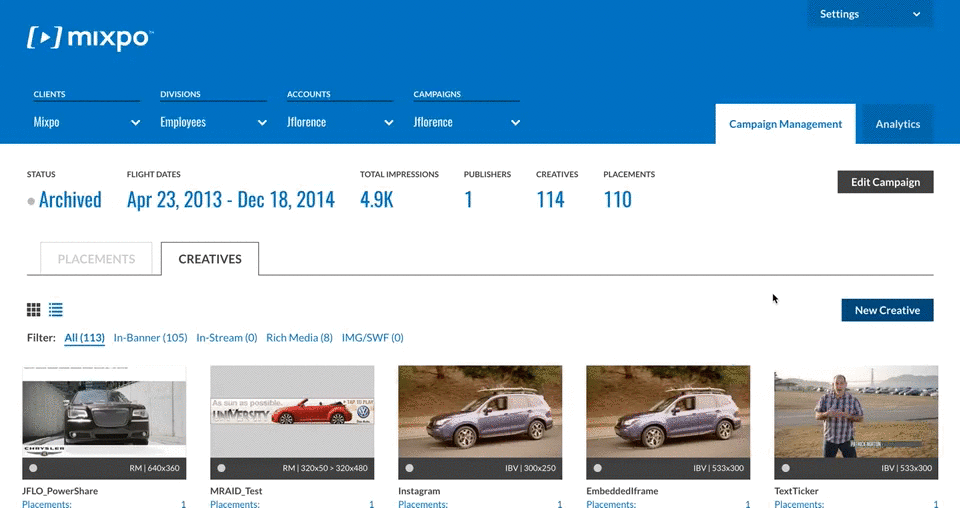 Settings
mixpo
CLIENTS DIVISIONS ACCOUNTS CAMPAIGNS
Mixpo Employees Jflorence Jflorence
Campaign Management Analytics
STATUS FLIGHT DATES TOTAL IMPRESSIONS PUBLISHERS CREATIVES PLACEMENTS
Archived Apr 23, 2013 - Dec 18, 2014 4.9K 1 114 110
Edit Campaign
PLACEMENTS CREATIVES
New Creative
Filter: All (113) In-Banner (105) In-Stream (0) Rich Media (8) IMG/SWF (0)
As sun as possible. TAP TO PLAY
UNIVERSITY
CHRYSLER
PATRICK NORTON
RM | 640x360 RM | 320x50 > 320x480 IBV | 300x250 IBV | 533x300 IBV | 533x300
JFLO_PowerShare MRAID_Test Instagram EmbeddedIframe TextTicker
Placements: 1 Placements: 1 Placements: 1 Placements: 1 Placements: 1